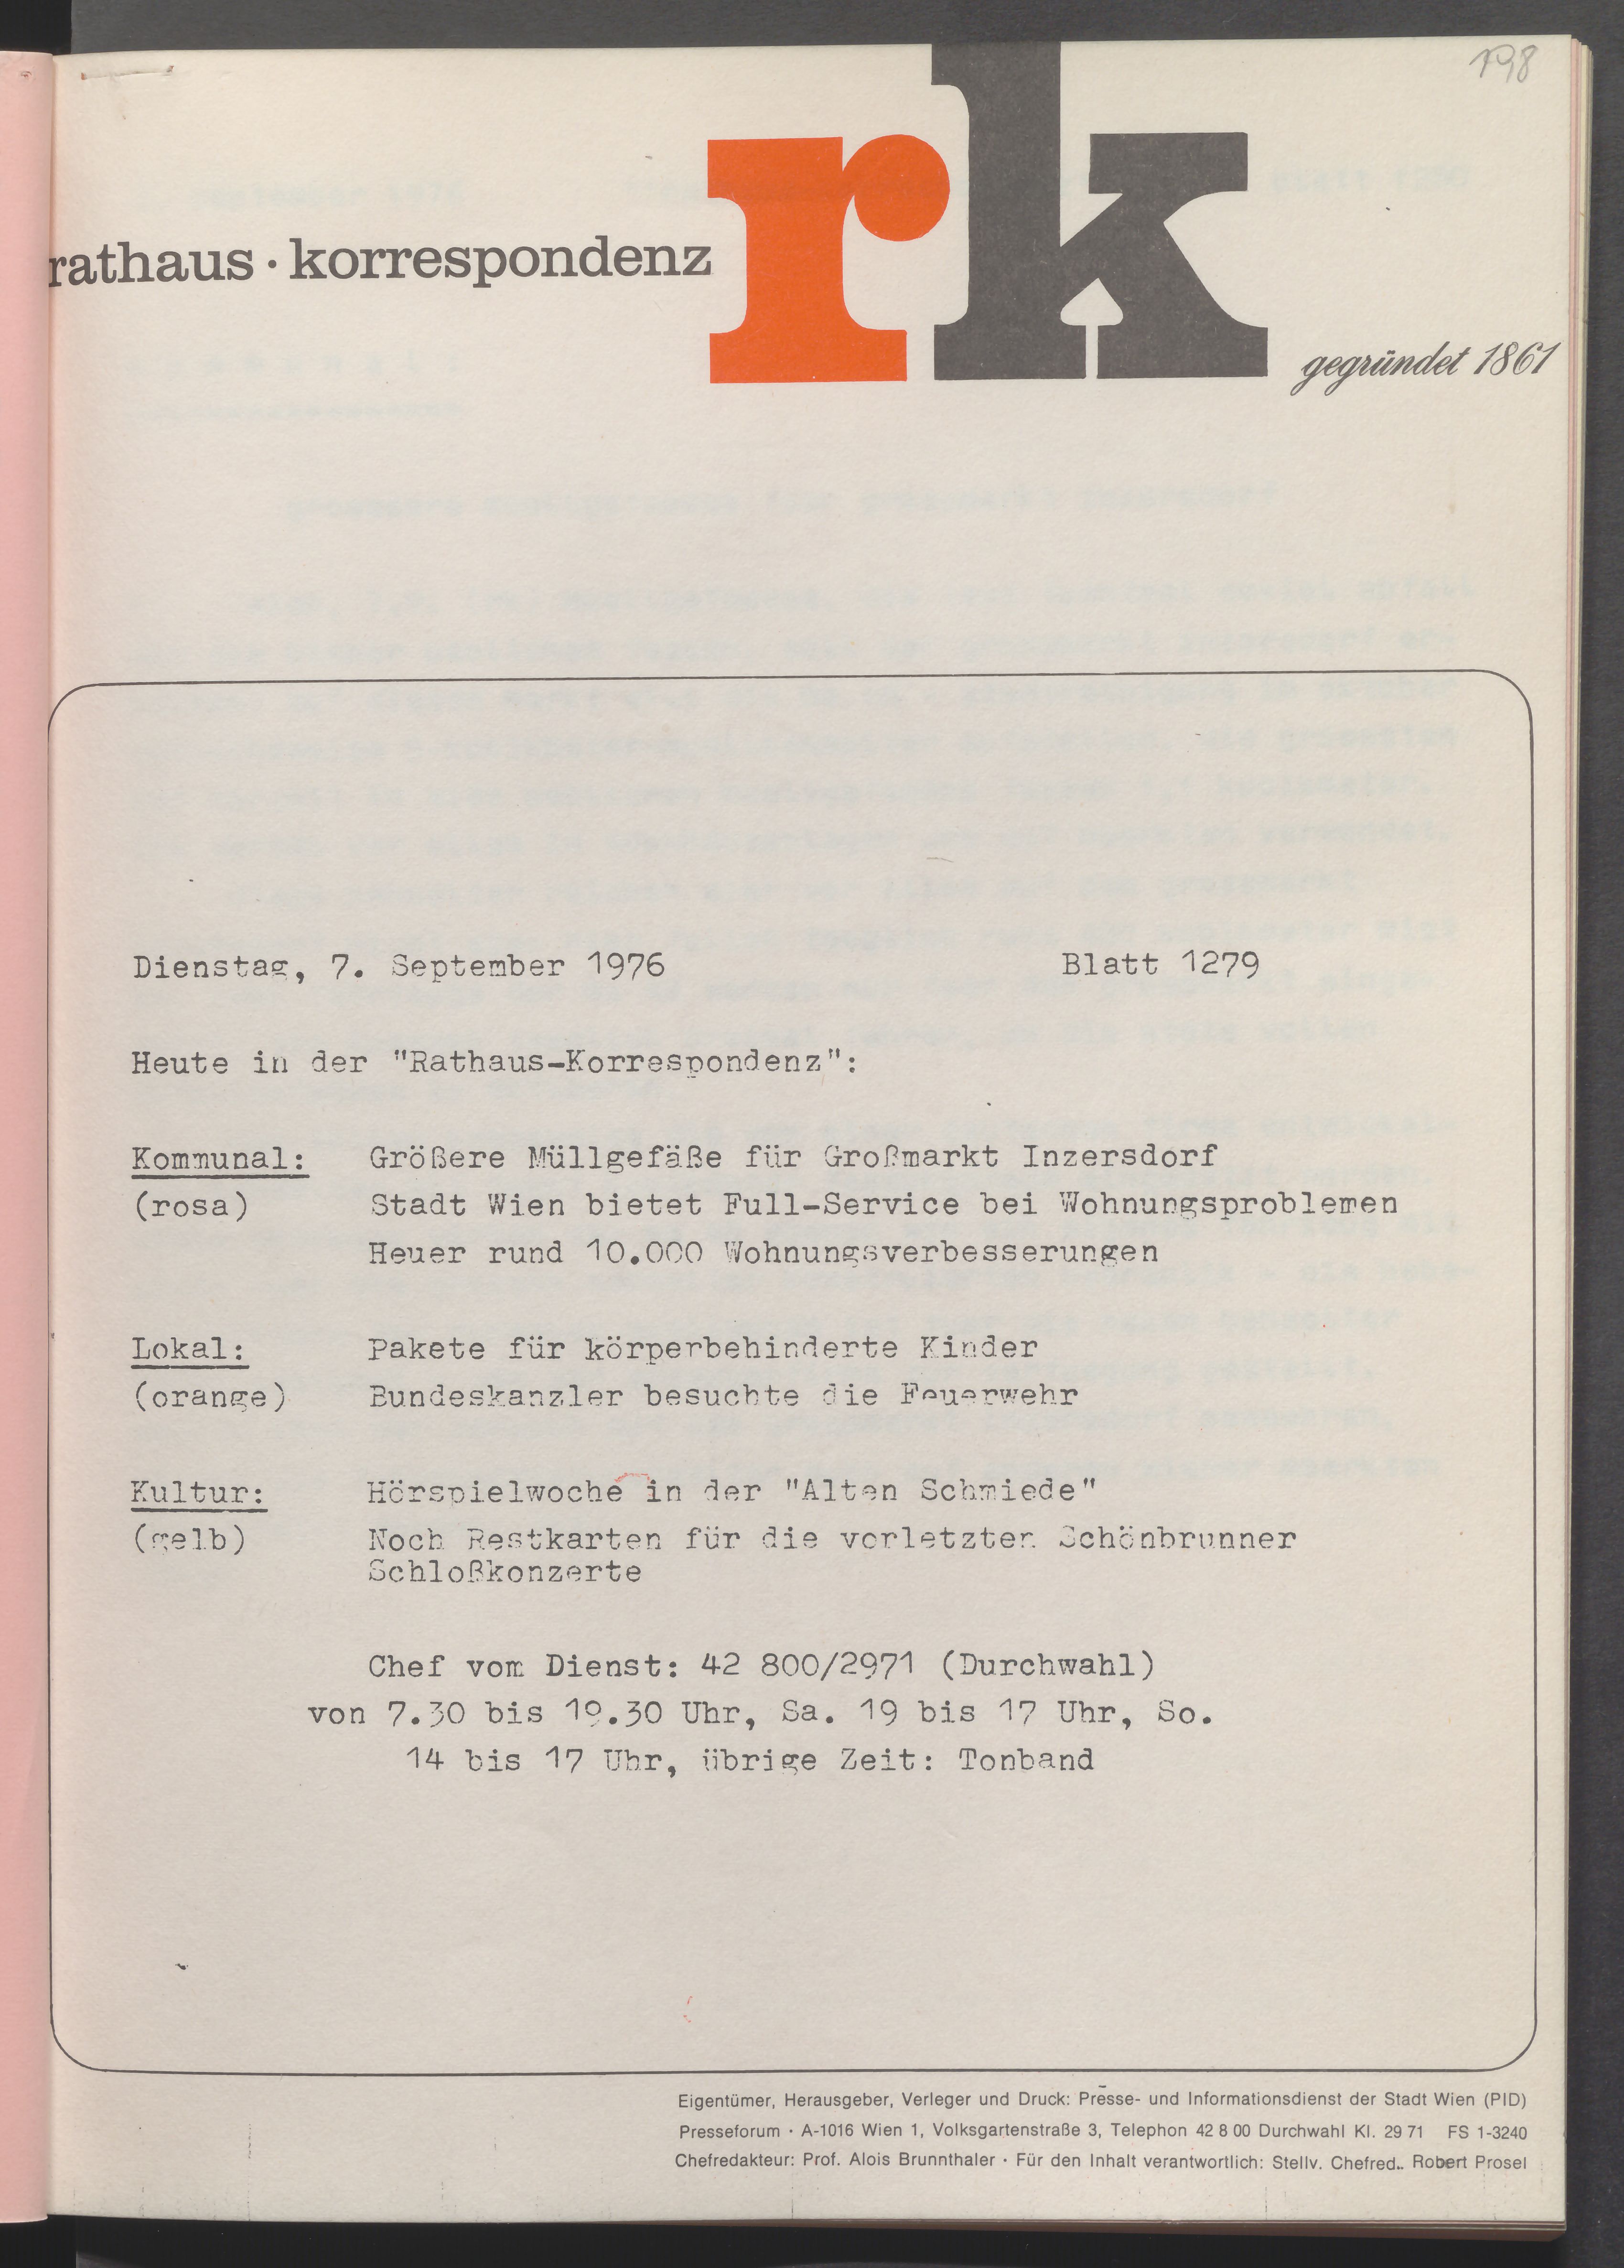 198
rk
rathaus · korrespondenz
gegründet 1861
Dienstag, 7. September 1976 Blatt 1279
Heute in der "Rathaus-Korrespondenz":
Kommunal: Größere Müllgefäße für Großmarkt Inzersdorf
(rosa) Stadt Wien bietet Full-Service bei Wohnungsproblemen
Heuer rund 10.000 Wohnungsverbesserungen
Lokal: Pakete für körperbehinderte Kinder
(orange) Bundeskanzler besuchte die Feuerwehr
Kultur: Hörspielwoche in der "Alten Schmiede"
(gelb) Noch Restkarten für die vorletzten Schönbrunner
Schloßkonzerte
Chef vom Dienst: 42 800/2971 (Durchwahl)
von 7.30 bis 19.30 Uhr, Sa. 19 bis 17 Uhr, So.
14 bis 17 Uhr, übrige Zeit: Tonband
Eigentümer, Herausgeber, Verleger und Druck: Presse- und Informationsdienst der Stadt Wien (PID)
Presseforum · A-1016 Wien 1, Volksgartenstraße 3, Telephon 42 8 00 Durchwahl Kl. 29 71 FS 1-3240
Chefredakteur: Prof. Alois Brunnthaler · Für den Inhalt verantwortlich: Stellv. Chefred.. Robert Prosel